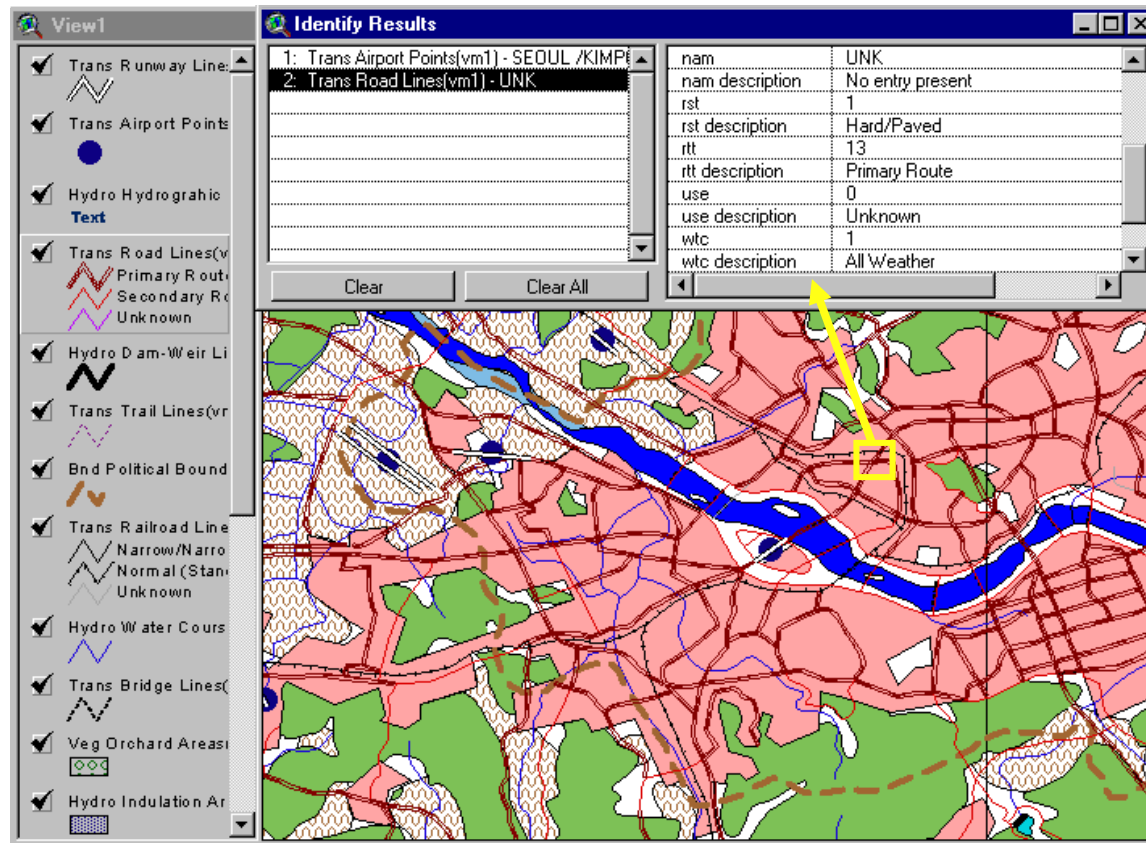 View1
Trans Runway Line
Trans Airport Points
Hydro Hydrograhic
Text
Trans Road Lines(v
Primary Rout
Secondary Ro
Unknown
Hydro Dam-Weir Li
Trans Trail Lines(vr
Bnd Political Bound
Trans Railroad Line
Narrow/Narro
Normal (Stan
Unknown
Hydro Water Cours
Trans Bridge Lines(
Veg Orchard Areas
Hydro Indulation Ar
Identify Results
1: Trans Airport Points(vm1) - SEOUL /KIMP
2: Trans Road Lines(vm1) - UNK
Clear Clear All
nam UNK
nam description No entry present
rst 1
rst description Hard/Paved
rtt 13
rtt description Primary Route
use 0
use description Unknown
wtc 1
wtc description All Weather